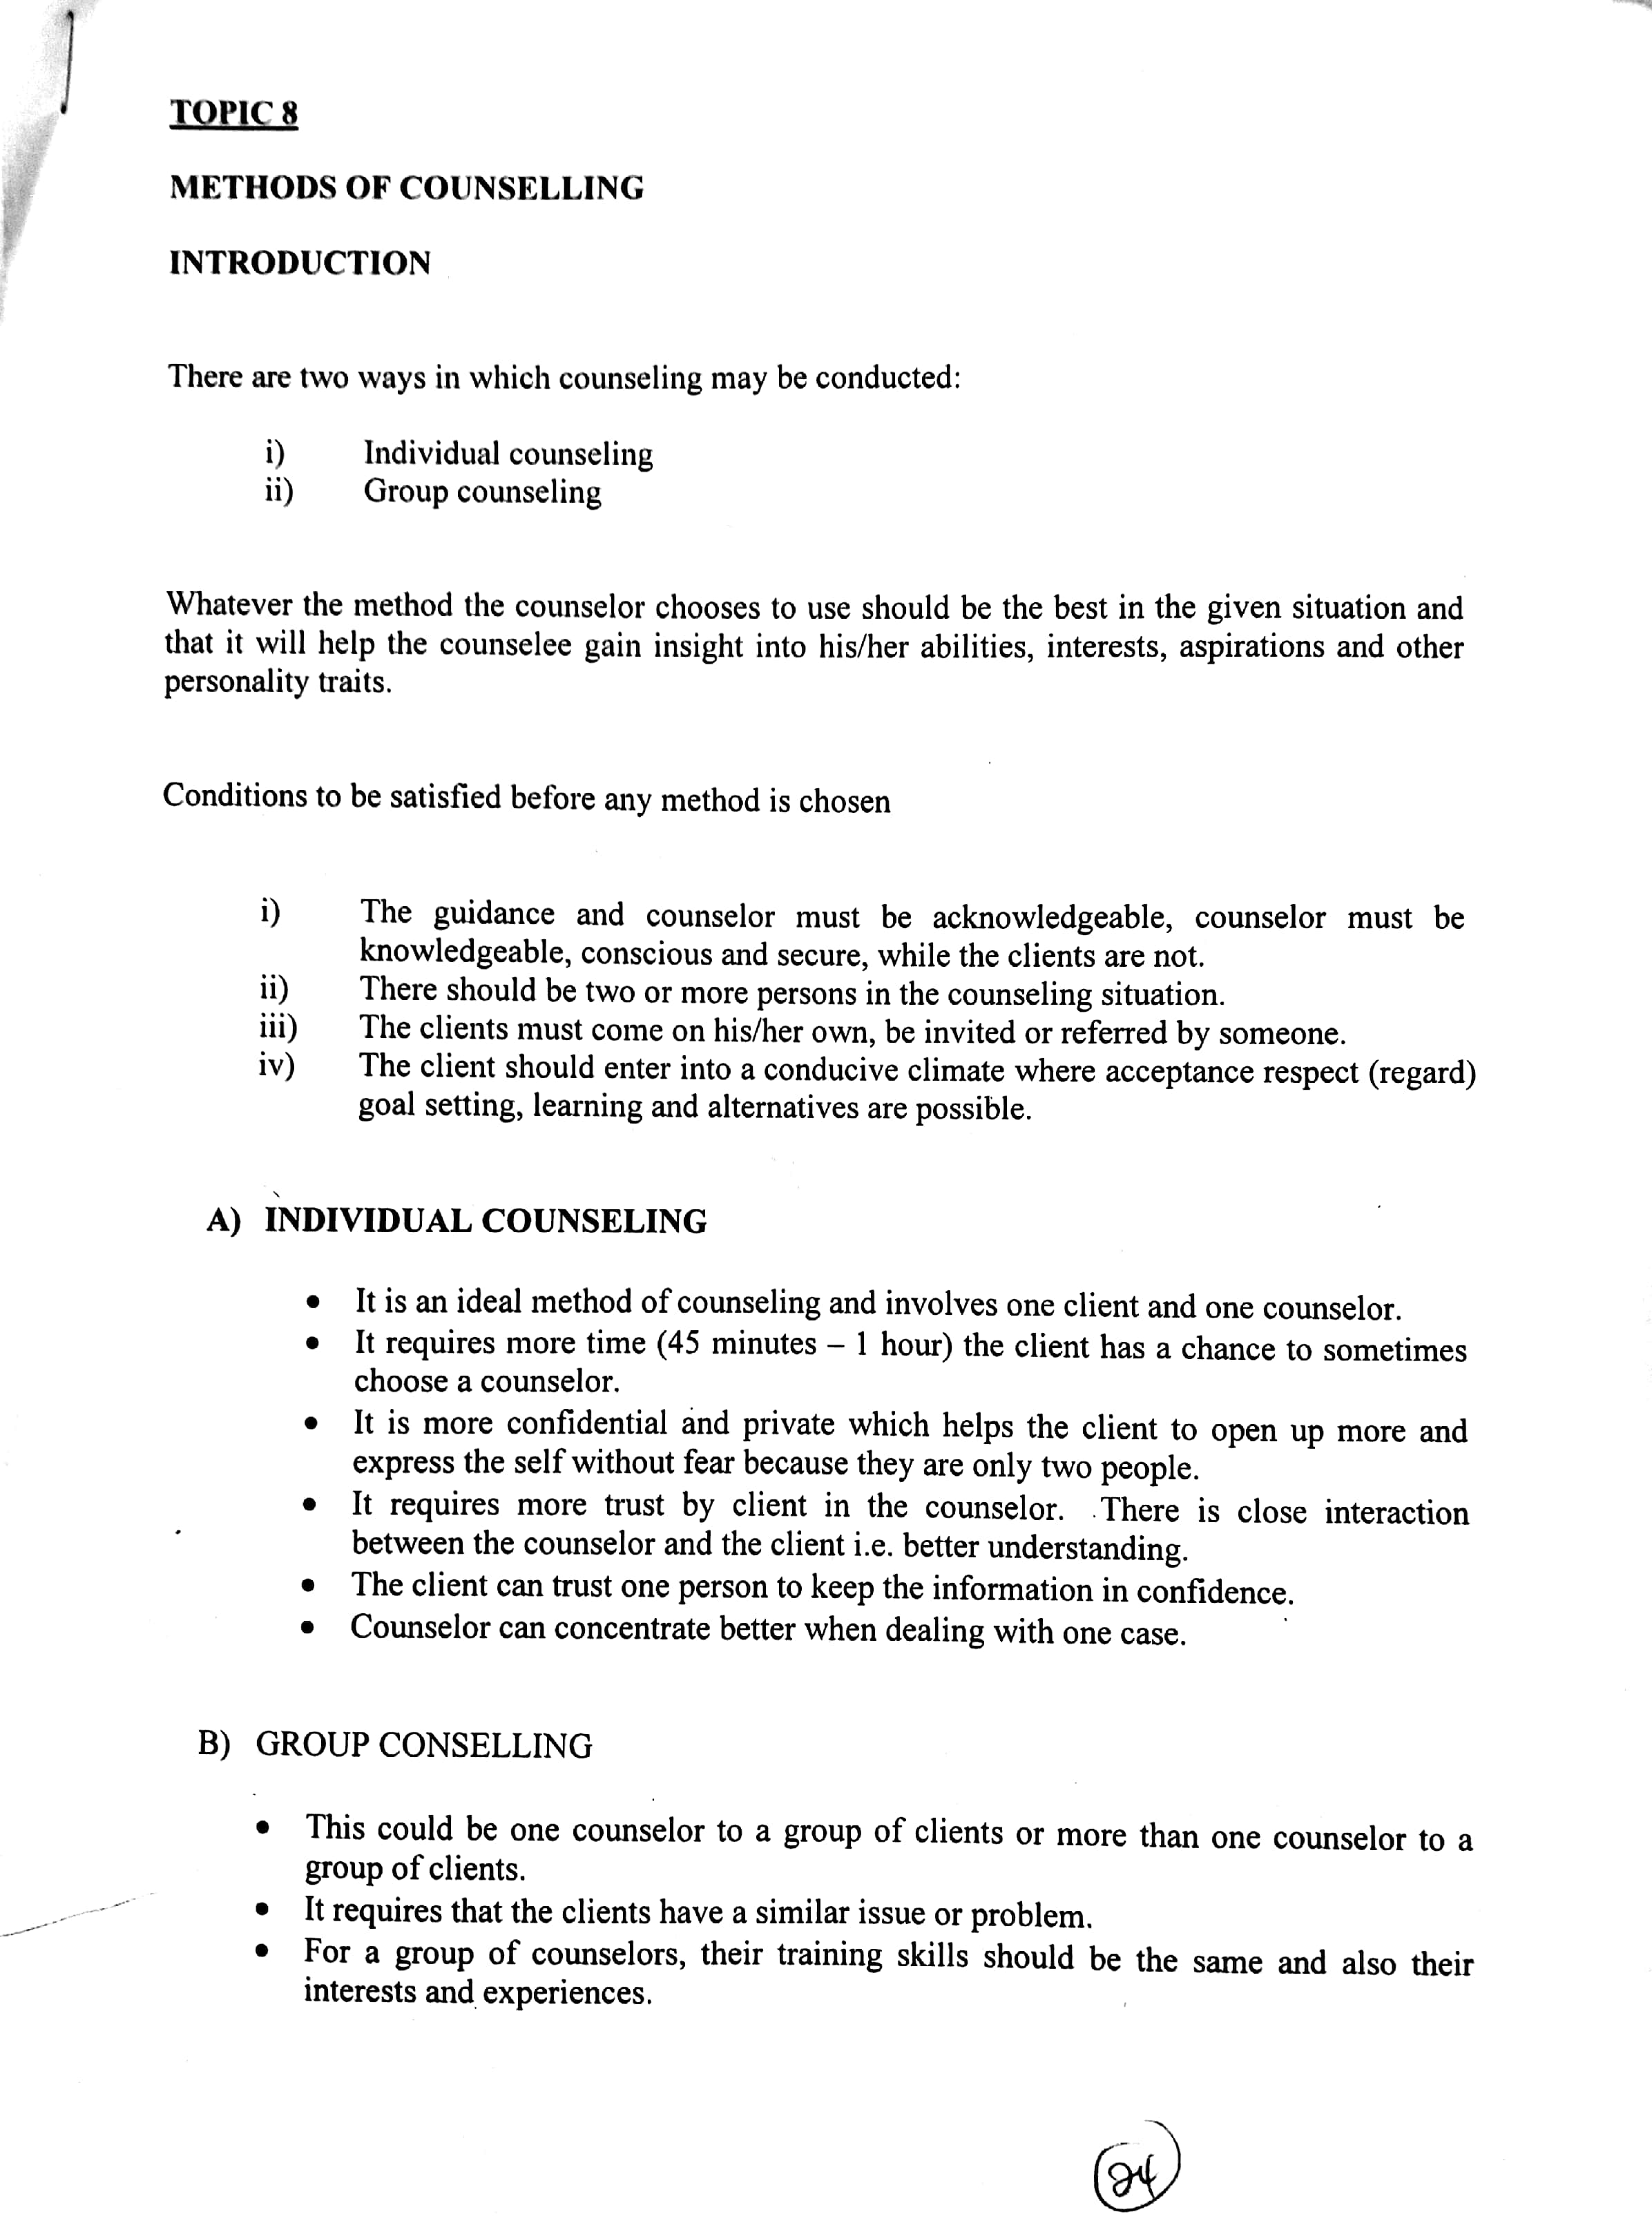 TOPIC 8
METHODS OF COUNSELLING
INTRODUCTION
There are two ways in which counseling may be conducted:
i) Individual counseling
ii) Group counseling
Whatever the method the counselor chooses to use should be the best in the given situation and
that it will help the counselee gain insight into his/her abilities, interests, aspirations and other
personality traits.
Conditions to be satisfied before any method is chosen
i) The guidance and counselor must be acknowledgeable, counselor must be
knowledgeable, conscious and secure, while the clients are not.
ii) There should be two or more persons in the counseling situation.
iii) The clients must come on his/her own, be invited or referred by someone.
iv) The client should enter into a conducive climate where acceptance respect (regard)
goal setting, learning and alternatives are possible.
A) INDIVIDUAL COUNSELING
• It is an ideal method of counseling and involves one client and one counselor.
• It requires more time (45 minutes – 1 hour) the client has a chance to sometimes
choose a counselor.
• It is more confidential and private which helps the client to open up more and
express the self without fear because they are only two people.
• It requires more trust by client in the counselor. There is close interaction
between the counselor and the client i.e. better understanding.
• The client can trust one person to keep the information in confidence.
• Counselor can concentrate better when dealing with one case.
B) GROUP CONSELLING
• This could be one counselor to a group of clients or more than one counselor to a
group of clients.
• It requires that the clients have a similar issue or problem.
• For a group of counselors, their training skills should be the same and also their
interests and experiences.
24